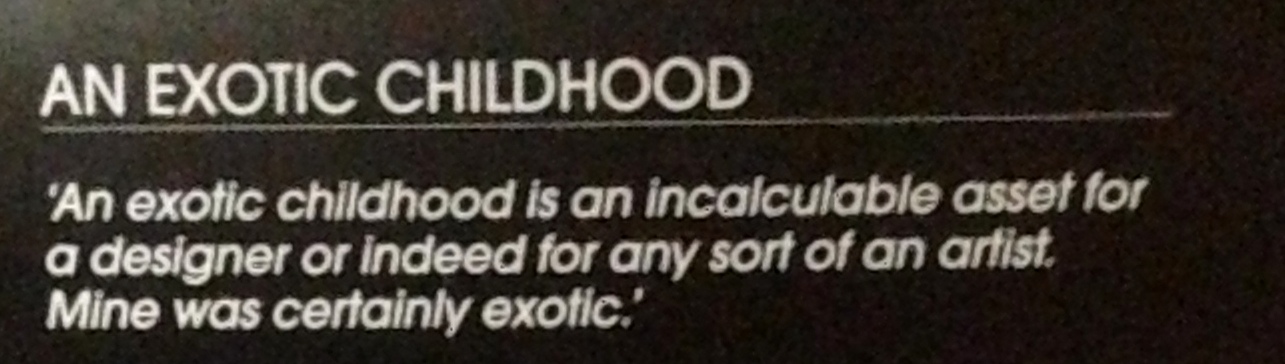 AN EXOTIC CHILDHOOD
'An exotic childhood is an incalculable asset for
a designer or indeed for any sort of an artist.
Mine was certainly exotic.'